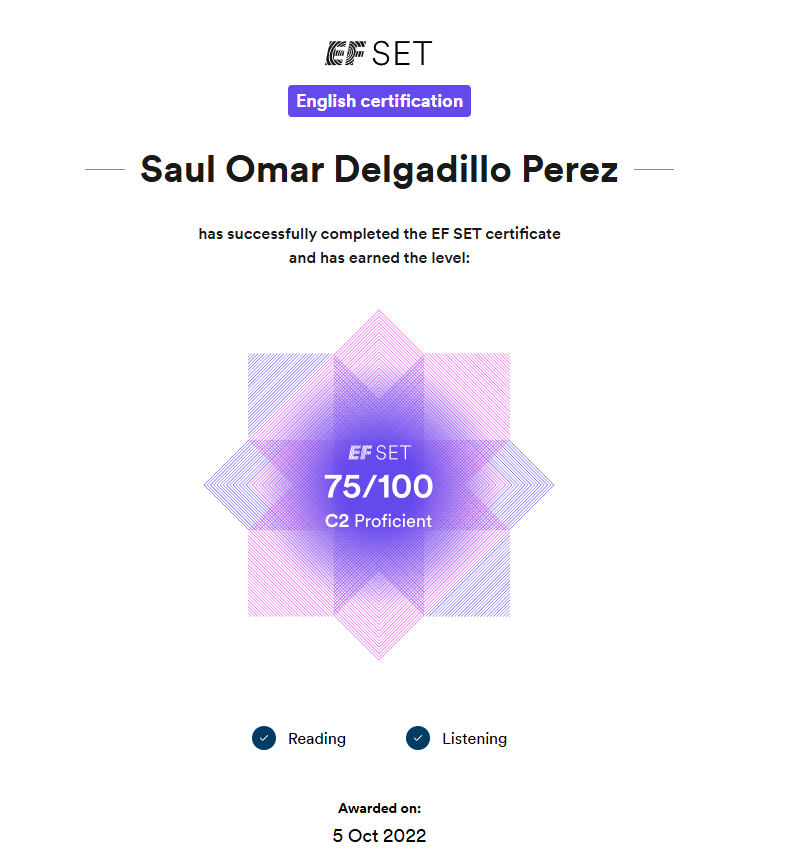 EF SET
English certification
Saul Omar Delgadillo Perez
has successfully completed the EF SET certificate
and has earned the level:
EF SET
75/100
C2 Proficient
Reading
Listening
Awarded on:
5 Oct 2022